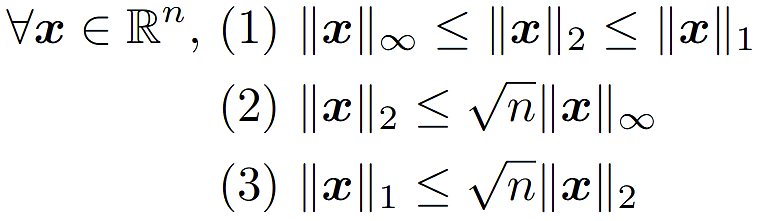 ∀𝒙 ∈ ℝⁿ, (1) ‖𝒙‖∞ ≤ ‖𝒙‖₂ ≤ ‖𝒙‖₁
(2) ‖𝒙‖₂ ≤ √n‖𝒙‖∞
(3) ‖𝒙‖₁ ≤ √n‖𝒙‖₂